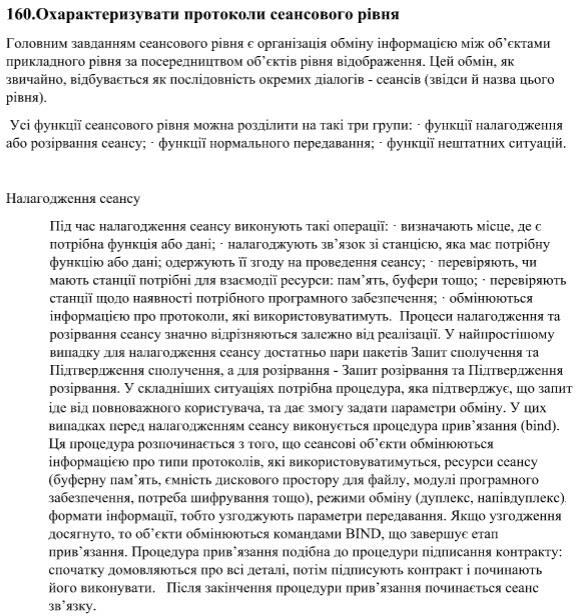 160.Охарактеризувати протоколи сеансового рівня
Головним завданням сеансового рівня є організація обміну інформацією між об'єктами
прикладного рівня за посередництвом об'єктів рівня відображення. Цей обмін, як
звичайно, відбувається як послідовність окремих діалогів - сеансів (звідси й назва цього
рівня).
Усі функції сеансового рівня можна розділити на такі три групи: · функції налагодження
або розірвання сеансу; · функції нормального передавання; · функції нештатних ситуацій.
Налагодження сеансу
Під час налагодження сеансу виконують такі операції: · визначають місце, де є
потрібна функція або дані; · налагоджують зв'язок зі станцією, яка має потрібну
функцію або дані; одержують її згоду на проведення сеансу; · перевіряють, чи
мають станції потрібні для взаємодії ресурси: пам'ять, буфери тощо; · перевіряють
станції щодо наявності потрібного програмного забезпечення; · обмінюються
інформацією про протоколи, які використовуватимуть. Процеси налагодження та
розірвання сеансу значно відрізняються залежно від реалізації. У найпростішому
випадку для налагодження сеансу достатньо пари пакетів Запит сполучення та
Підтвердження сполучення, а для розірвання - Запит розірвання та Підтвердження
розірвання. У складніших ситуаціях потрібна процедура, яка підтверджує, що запит
іде від повноважного користувача, та дає змогу задати параметри обміну. У цих
випадках перед налагодженням сеансу виконується процедура прив'язання (bind).
Ця процедура розпочинається з того, що сеансові об'єкти обмінюються
інформацією про типи протоколів, які використовуватимуться, ресурси сеансу
(буферну пам'ять, ємність дискового простору для файлу, модулі програмного
забезпечення, потреба шифрування тощо), режими обміну (дуплекс, напівдуплекс)
формати інформації, тобто узгоджують параметри передавання. Якщо узгодження
досягнуто, то об'єкти обмінюються командами BIND, що завершує етап
прив'язання. Процедура прив'язання подібна до процедури підписання контракту:
спочатку домовляються про всі деталі, потім підписують контракт і починають
його виконувати. Після закінчення процедури прив'язання починається сеанс
зв'язку.